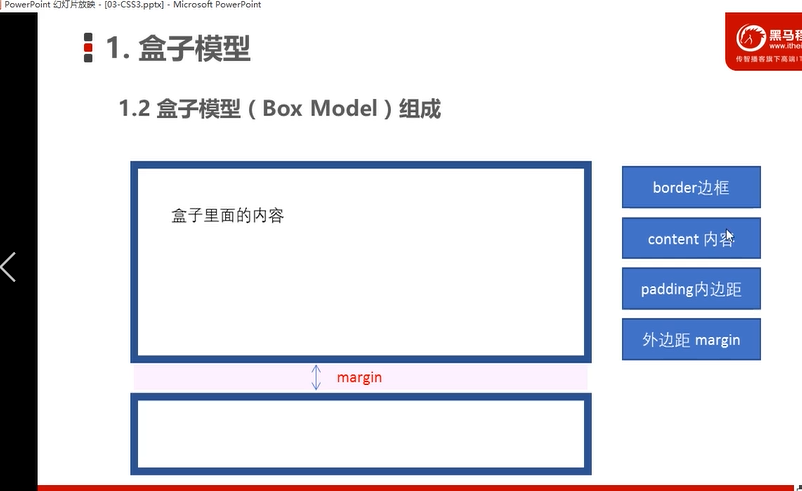 PowerPoint 幻灯片放映 - [03-CSS3.pptx] - Microsoft PowerPoint
1. 盒子模型
黑马程
www.ithei
传智播客旗下高端IT
1.2 盒子模型（Box Model）组成
盒子里面的内容
border边框
content 内容
padding内边距
外边距 margin
margin